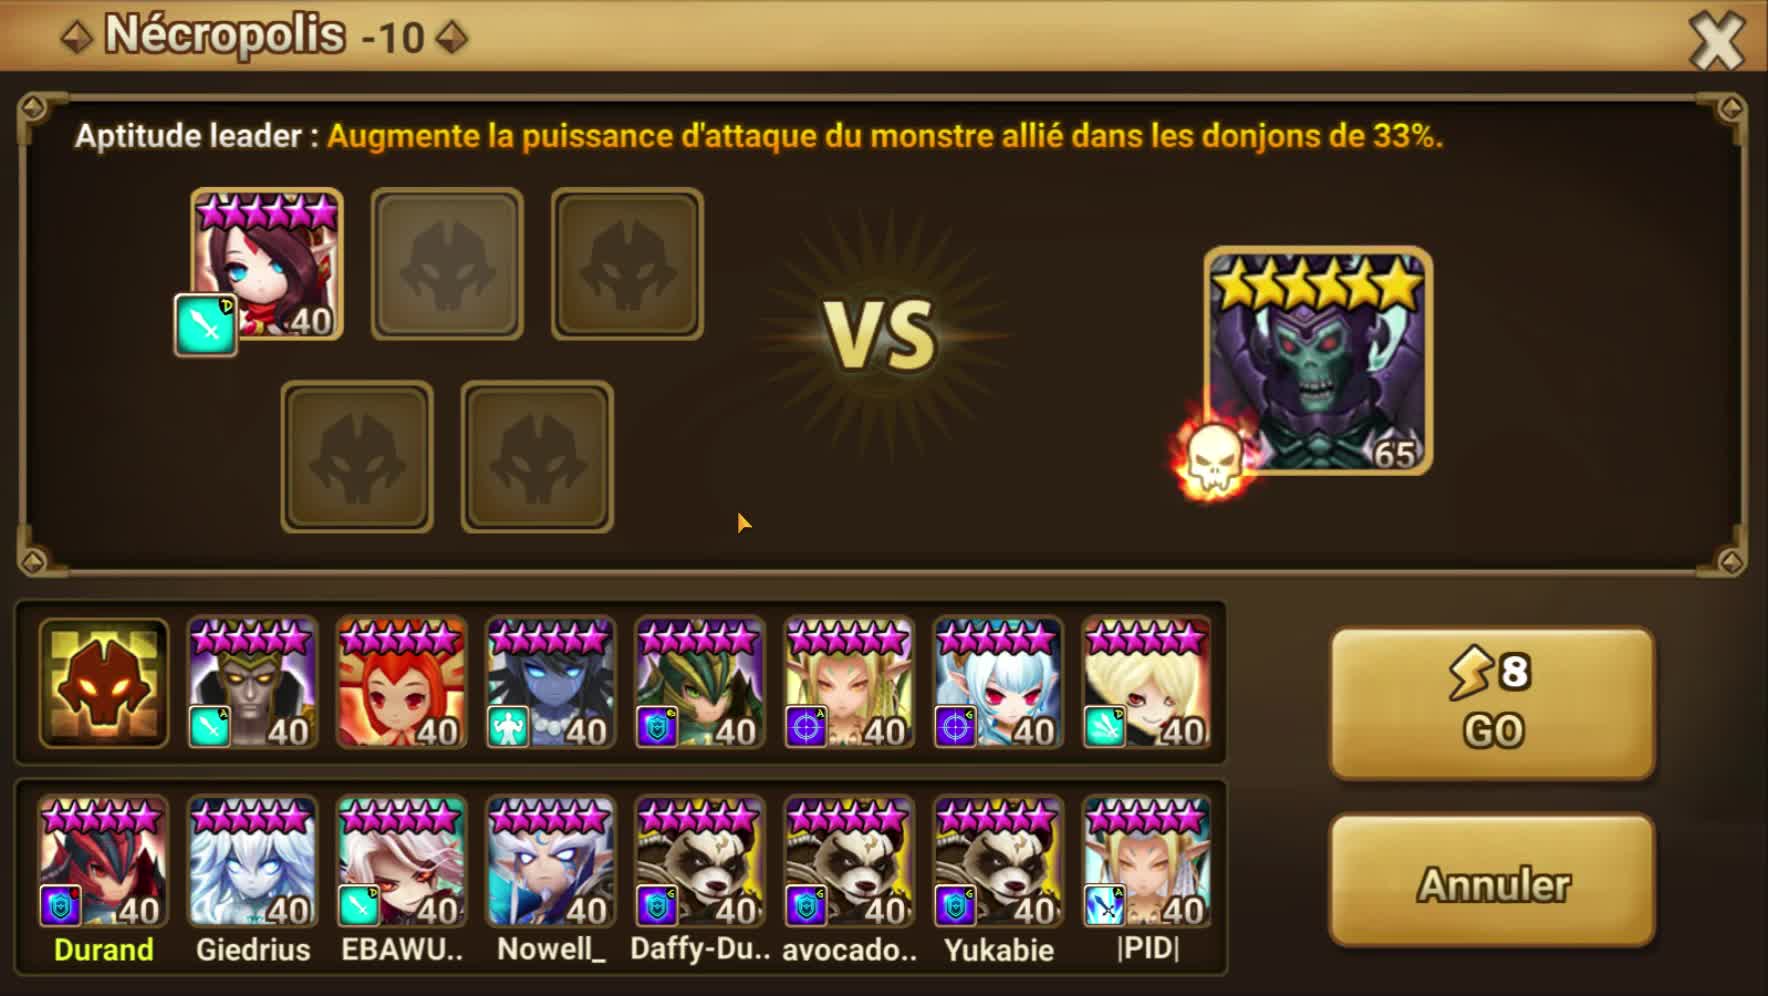 Nécropolis -10
Aptitude leader : Augmente la puissance d'attaque du monstre allié dans les donjons de 33%.
40
VS
65
40 40 40 40 40 40 40
8
GO
40 40 40 40 40 40 40 40
Durand Giedrius EBAWU.. Nowell_ Daffy-Du.. avocado.. Yukabie |PID|
Annuler